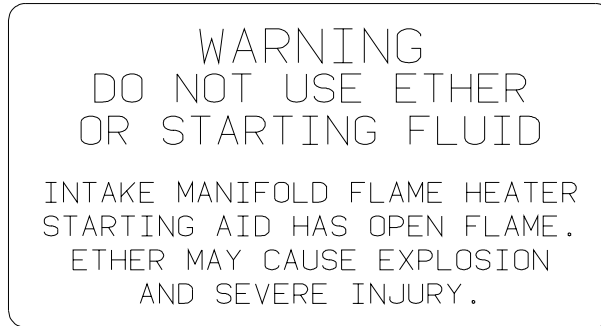 WARNING
DO NOT USE ETHER
OR STARTING FLUID
INTAKE MANIFOLD FLAME HEATER
STARTING AID HAS OPEN FLAME.
ETHER MAY CAUSE EXPLOSION
AND SEVERE INJURY.